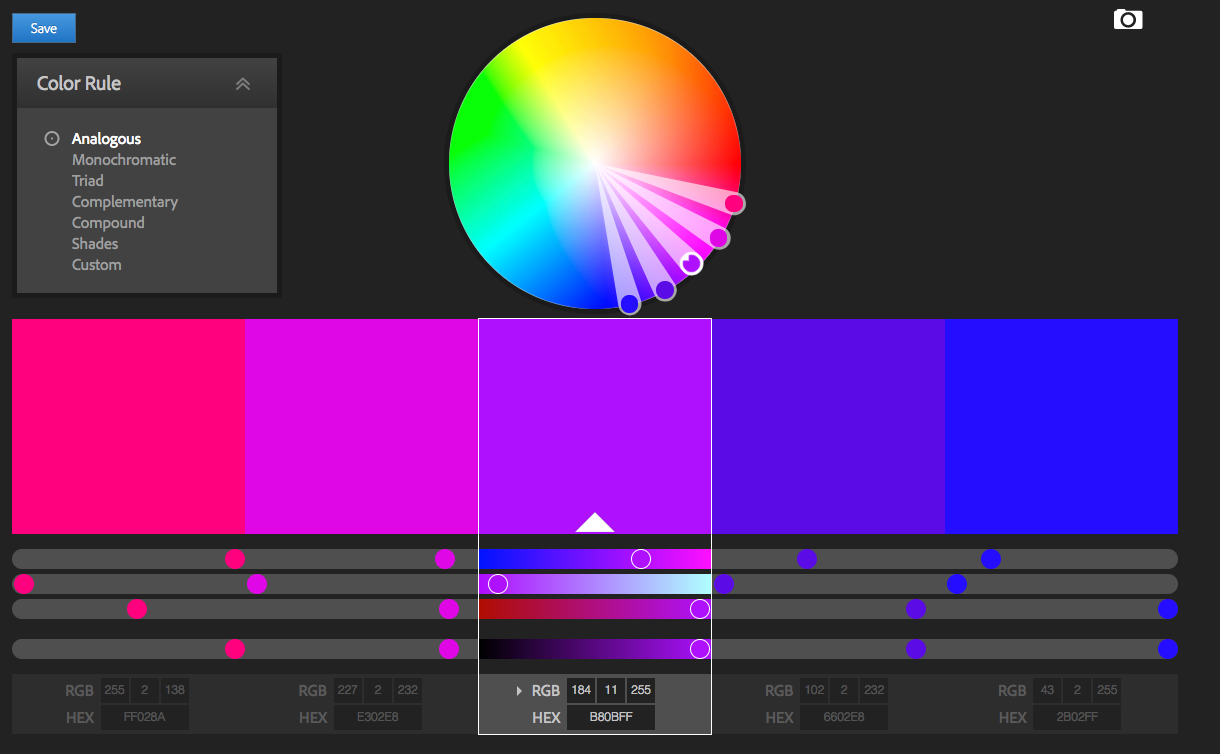 Save
Color Rule
Analogous
Monochromatic
Triad
Complementary
Compound
Shades
Custom
RGB 255 2 138
HEX FF028A
RGB 227 2 232
HEX E302E8
RGB 184 11 255
HEX B80BFF
RGB 102 2 232
HEX 6602E8
RGB 43 2 255
HEX 2B02FF